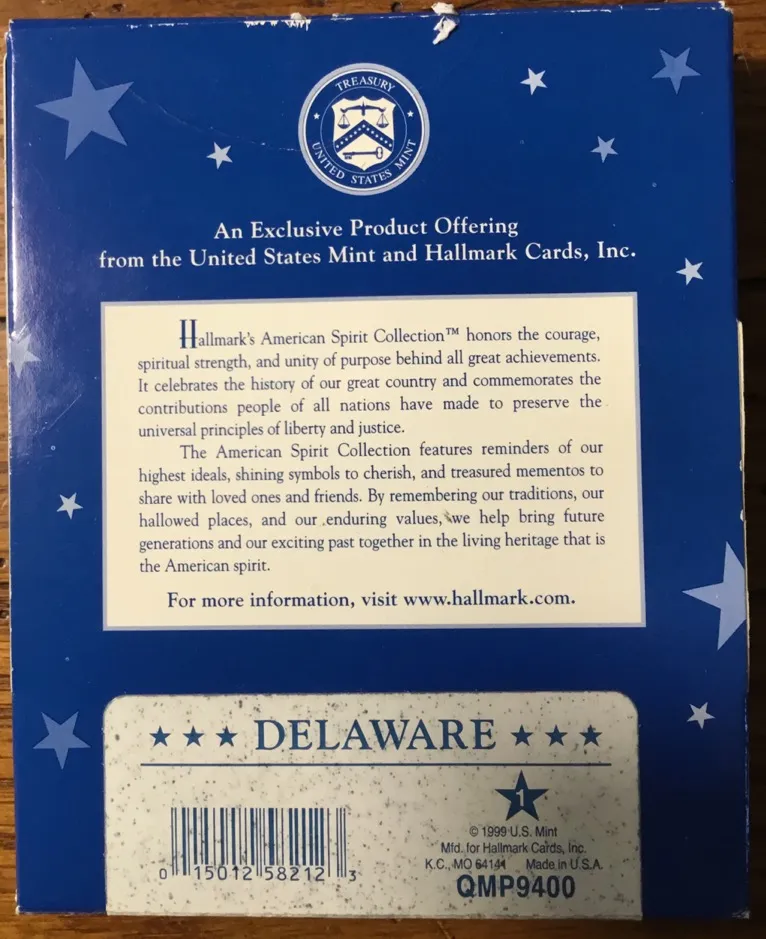 TREASURY
UNITED STATES MINT
An Exclusive Product Offering
from the United States Mint and Hallmark Cards, Inc.
Hallmark's American Spirit Collection™ honors the courage,
spiritual strength, and unity of purpose behind all great achievements.
It celebrates the history of our great country and commemorates the
contributions people of all nations have made to preserve the
universal principles of liberty and justice.
The American Spirit Collection features reminders of our
highest ideals, shining symbols to cherish, and treasured mementos to
share with loved ones and friends. By remembering our traditions, our
hallowed places, and our enduring values, we help bring future
generations and our exciting past together in the living heritage that is
the American spirit.
For more information, visit www.hallmark.com.
★ ★ ★ DELAWARE ★ ★ ★
1
© 1999 U.S. Mint
Mfd. for Hallmark Cards, Inc.
K.C., MO 64141 Made in U.S.A.
QMP9400
0 15012 58212 3